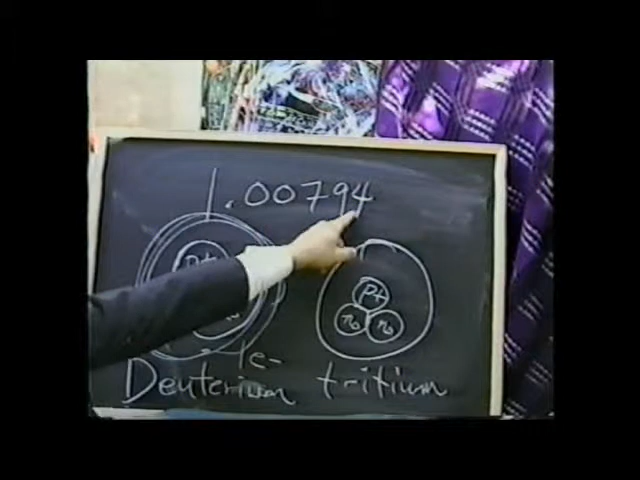 1.00794
p+
p+
n₀ n₀
1e-
Deuterium tritium